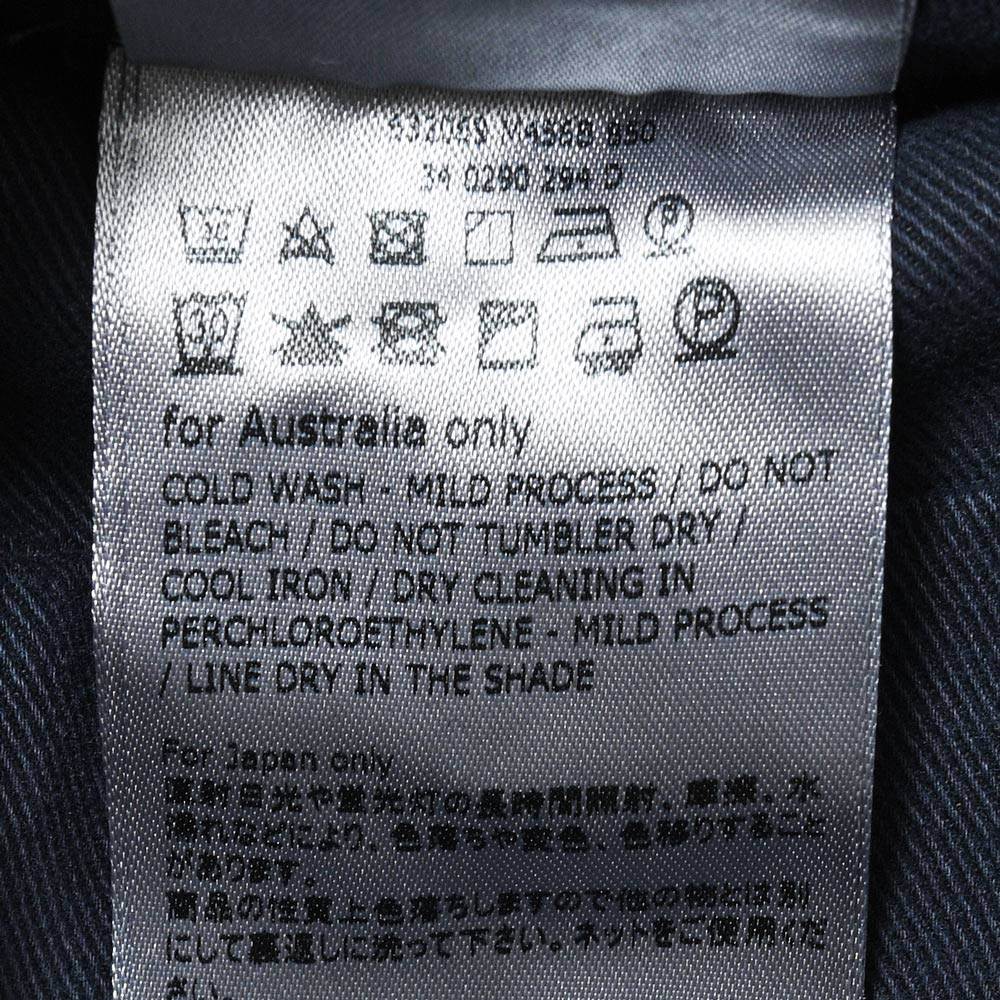 34 0290 294 D
30
P
30
P
for Australia only
COLD WASH - MILD PROCESS / DO NOT
BLEACH / DO NOT TUMBLER DRY /
COOL IRON / DRY CLEANING IN
PERCHLOROETHYLENE - MILD PROCESS
/ LINE DRY IN THE SHADE
For Japan only
直射日光や蛍光灯の長時間照射、摩擦、水
濡れなどにより、色落ちや変色、色移りすること
があります。
商品の性質上色落ちしますので他の物とは別
にして裏返しに洗って下さい。ネットをご使用くだ
さい。